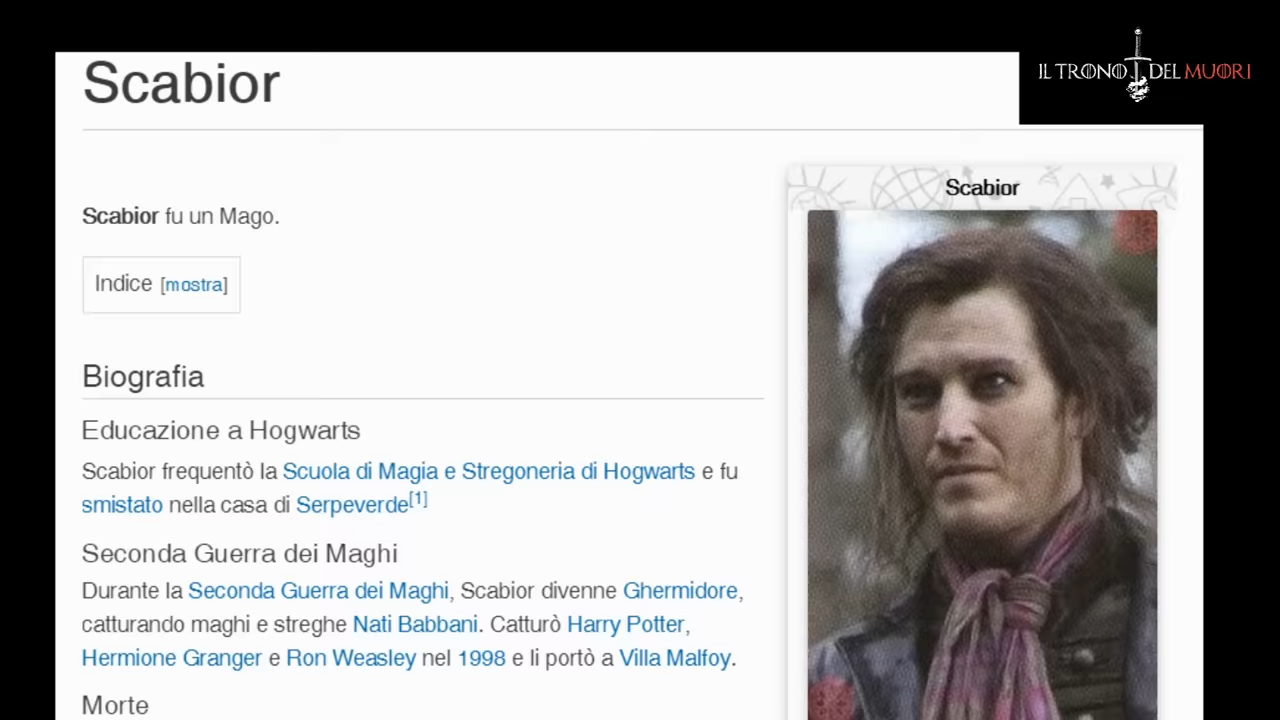 Scabior
IL TRONO DEL MUORI
Scabior
Scabior fu un Mago.
Indice [mostra]
Biografia
Educazione a Hogwarts
Scabior frequentò la Scuola di Magia e Stregoneria di Hogwarts e fu
smistato nella casa di Serpeverde[1]
Seconda Guerra dei Maghi
Durante la Seconda Guerra dei Maghi, Scabior divenne Ghermidore,
catturando maghi e streghe Nati Babbani. Catturò Harry Potter,
Hermione Granger e Ron Weasley nel 1998 e li portò a Villa Malfoy.
Morte